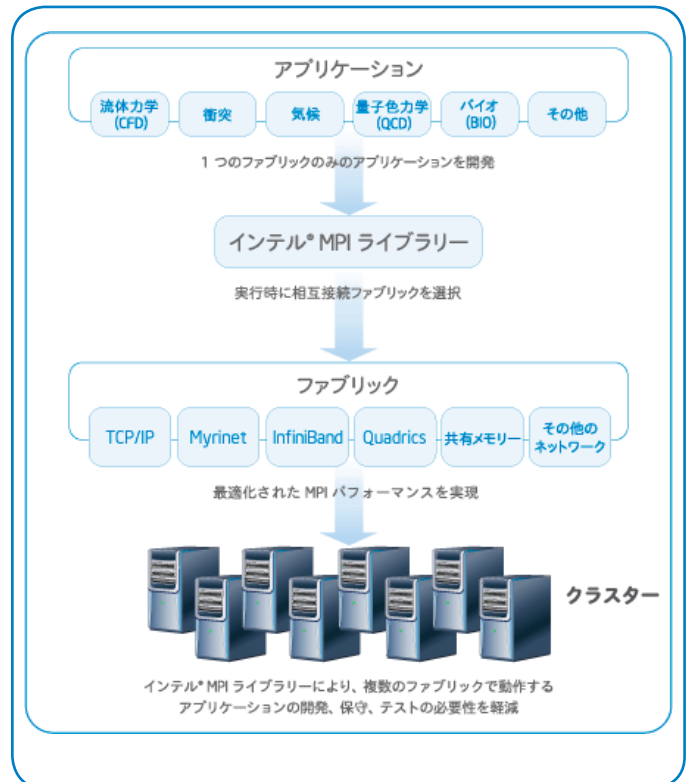 アプリケーション
流体力学
(CFD)
衝突
気候
量子色力学
(QCD)
バイオ
(BIO)
その他
1 つのファブリックのみのアプリケーションを開発
インテル® MPI ライブラリー
実行時に相互接続ファブリックを選択
ファブリック
TCP/IP
Myrinet
InfiniBand
Quadrics
共有メモリー
その他の
ネットワーク
最適化された MPI パフォーマンスを実現
クラスター
インテル® MPI ライブラリーにより、複数のファブリックで動作する
アプリケーションの開発、保守、テストの必要性を軽減